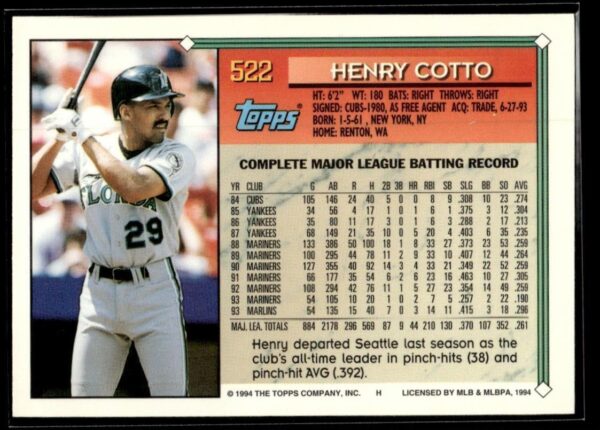 522
HENRY COTTO
TOPPS
HT: 6'2" WT: 180 BATS: RIGHT THROWS: RIGHT
SIGNED: CUBS-1980, AS FREE AGENT ACQ: TRADE, 6-27-93
BORN: 1-5-61 , NEW YORK, NY
HOME: RENTON, WA
COMPLETE MAJOR LEAGUE BATTING RECORD
YR CLUB G AB R H 2B 3B HR RBI SB SLG BB SO AVG
84 CUBS 105 146 24 40 5 0 0 8 9 .308 10 23 .274
85 YANKEES 34 56 4 17 1 0 1 6 1 .375 3 12 .304
86 YANKEES 35 80 11 17 3 0 1 6 3 .288 2 17 .213
87 YANKEES 68 149 21 35 10 0 5 20 4 .403 6 35 .235
88 MARINERS 133 386 50 100 18 1 8 33 27 .373 23 53 .259
89 MARINERS 100 295 44 78 11 2 9 33 10 .407 12 44 .264
90 MARINERS 127 355 40 92 14 3 4 33 21 .349 22 52 .259
91 MARINERS 66 177 35 54 6 2 6 23 16 .463 10 27 .305
92 MARINERS 108 294 42 76 11 1 5 27 23 .354 14 49 .259
93 MARINERS 54 105 10 20 1 0 2 7 5 .257 2 22 .190
93 MARLINS 54 135 15 40 7 0 3 14 11 .415 3 18 .296
MAJ. LEA. TOTALS 884 2178 296 569 87 9 44 210 130 .370 107 352 .261
Henry departed Seattle last season as the
club's all-time leader in pinch-hits (38) and
pinch-hit AVG (.392).
© 1994 THE TOPPS COMPANY, INC. H LICENSED BY MLB & MLBPA, 1994
FLORIDA
29